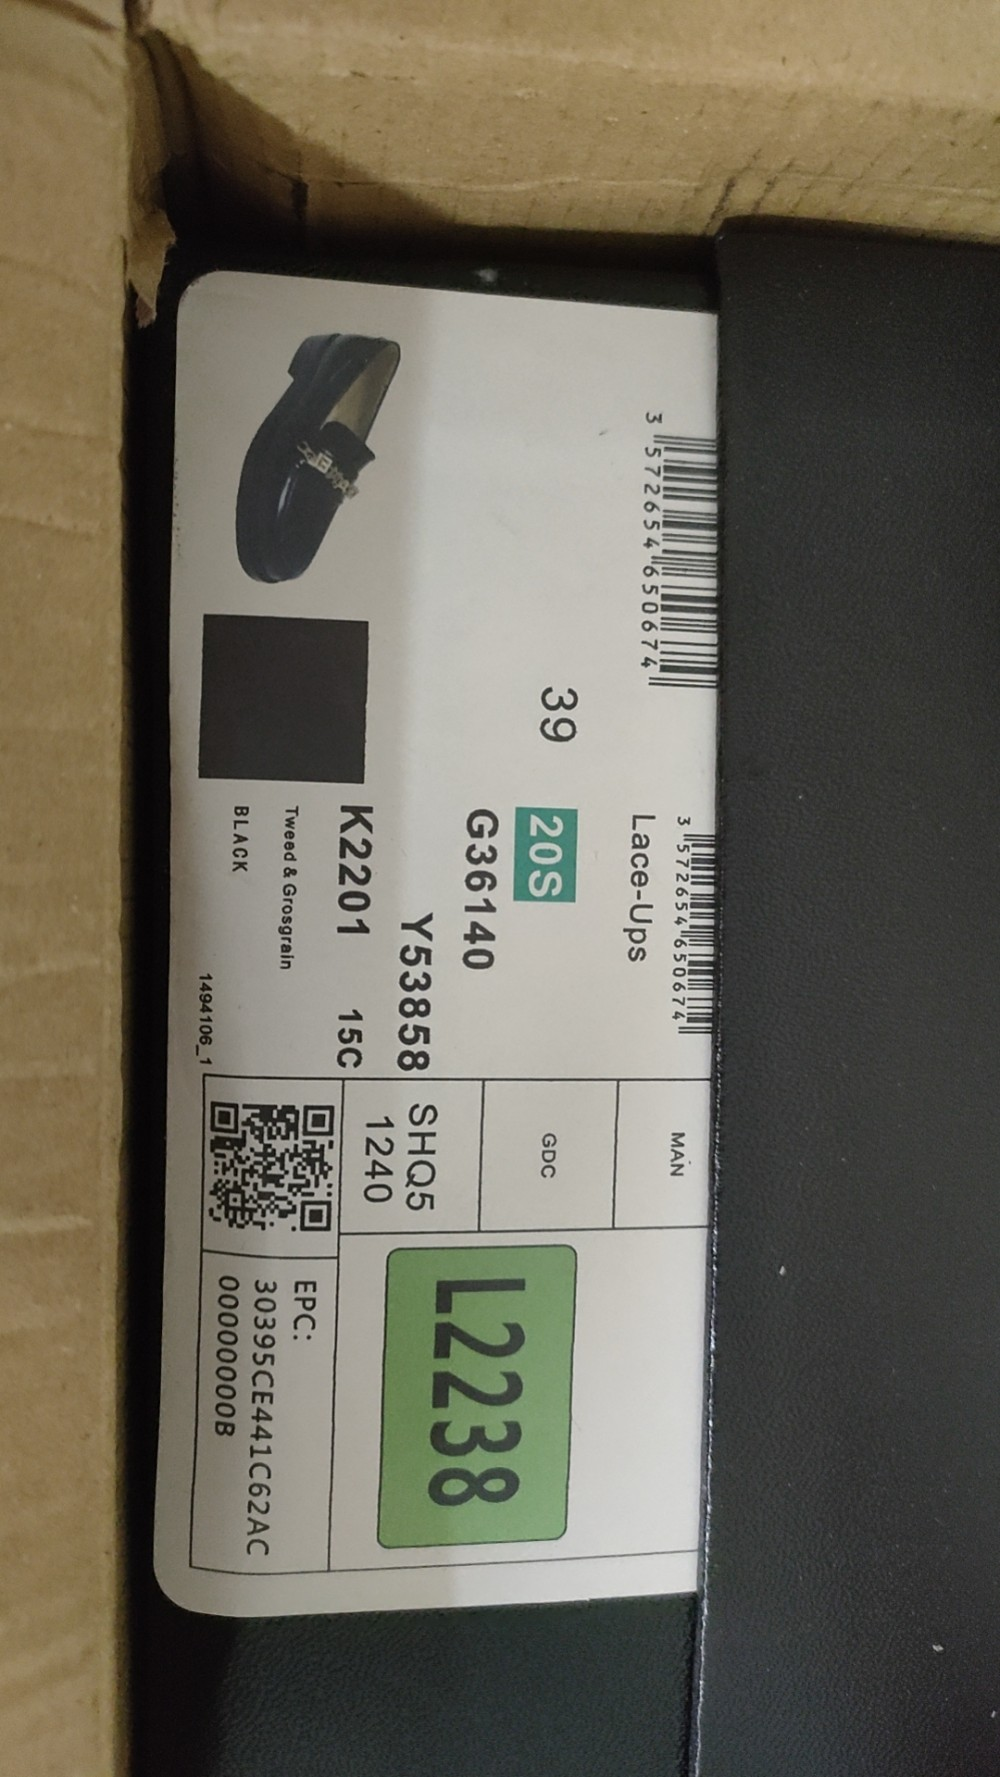 3 572654 650674
3 572654 650674
Lace-Ups
39
20S
G36140
Y53858
K2201 15C
Tweed & Grosgrain
BLACK
1494106_1
MAN
GDC
SHQ5
1240
L2238
EPC:
30395CE441C62AC
00000000B